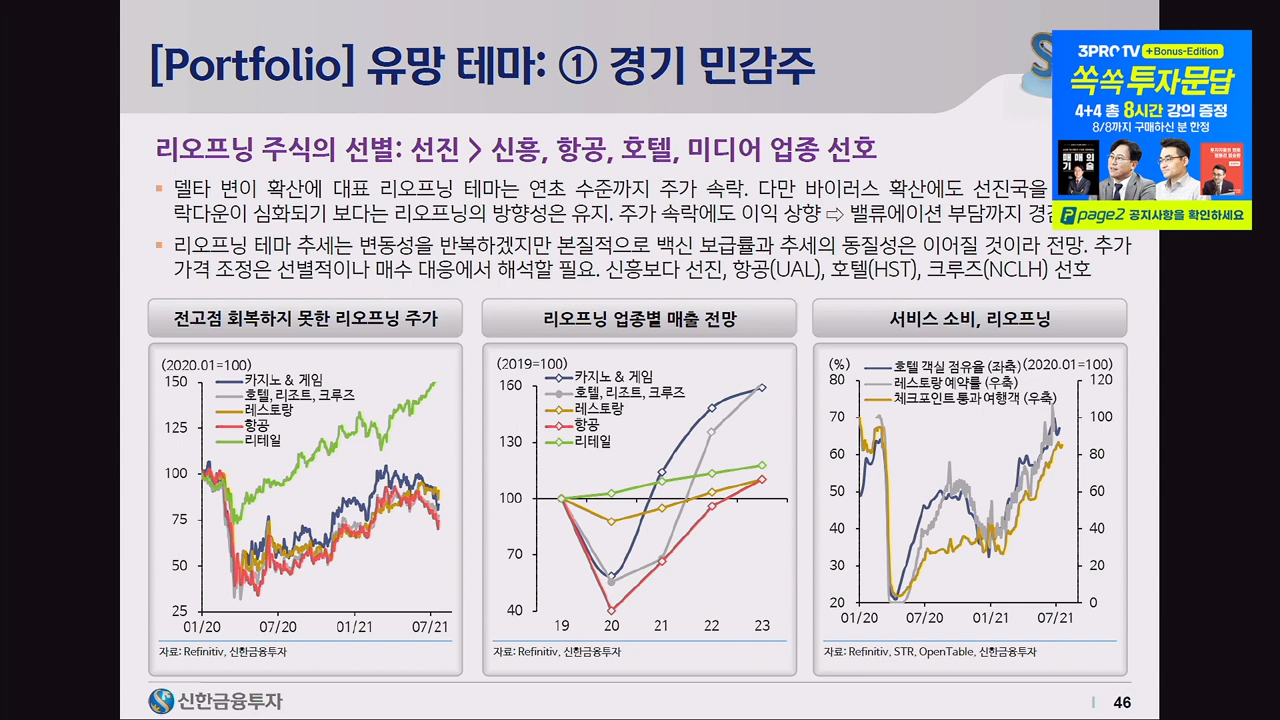 [Portfolio] 유망 테마: ① 경기 민감주
3PROTV +Bonus-Edition
쏙쏙 투자문답
4+4 총 8시간 강의 증정
8/8까지 구매하신 분 한정
매매의
기술
page2 공지사항을 확인하세요
리오프닝 주식의 선별: 선진 > 신흥, 항공, 호텔, 미디어 업종 선호
▪ 델타 변이 확산에 대표 리오프닝 테마는 연초 수준까지 주가 속락. 다만 바이러스 확산에도 선진국을
락다운이 심화되기 보다는 리오프닝의 방향성은 유지. 주가 속락에도 이익 상향 ⇨ 밸류에이션 부담까지
▪ 리오프닝 테마 추세는 변동성을 반복하겠지만 본질적으로 백신 보급률과 추세의 동질성은 이어질 것이라 전망. 추가
가격 조정은 선별적이나 매수 대응에서 해석할 필요. 신흥보다 선진, 항공(UAL), 호텔(HST), 크루즈(NCLH) 선호
전고점 회복하지 못한 리오프닝 주가
(2020.01=100)
카지노 & 게임
호텔, 리조트, 크루즈
레스토랑
항공
리테일
150
125
100
75
50
25
01/20 07/20 01/21 07/21
자료: Refinitiv, 신한금융투자
리오프닝 업종별 매출 전망
(2019=100)
카지노 & 게임
호텔, 리조트, 크루즈
레스토랑
항공
리테일
160
130
100
70
40
19 20 21 22 23
자료: Refinitiv, 신한금융투자
서비스 소비, 리오프닝
(%)
(2020.01=100)
호텔 객실 점유율 (좌축)
레스토랑 예약률 (우축)
체크포인트 통과 여행객 (우축)
80
70
60
50
40
30
20
120
100
80
60
40
20
0
01/20 07/20 01/21 07/21
자료: Refinitiv, STR, OpenTable, 신한금융투자
신한금융투자
46